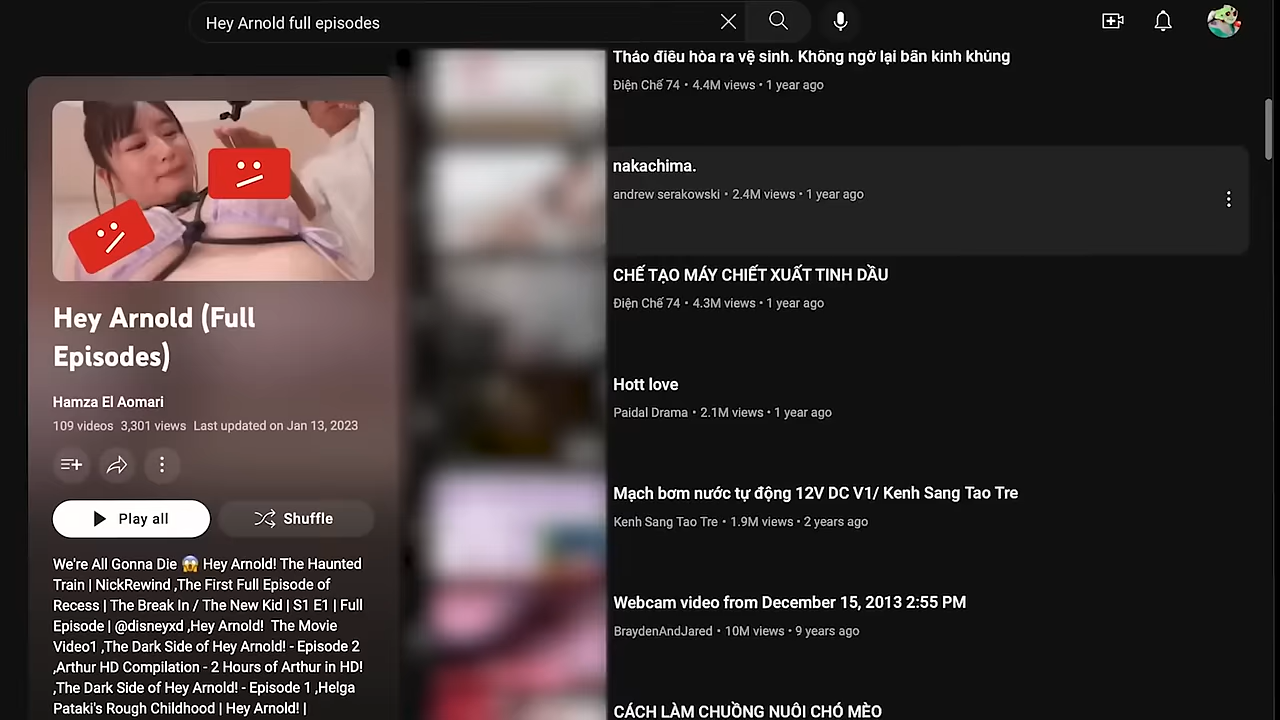 Hey Arnold full episodes
Hey Arnold (Full
Episodes)
Hamza El Aomari
109 videos 3,301 views Last updated on Jan 13, 2023
Play all
Shuffle
We're All Gonna Die 😱 Hey Arnold! The Haunted
Train | NickRewind ,The First Full Episode of
Recess | The Break In / The New Kid | S1 E1 | Full
Episode | @disneyxd ,Hey Arnold! The Movie
Video1 ,The Dark Side of Hey Arnold! - Episode 2
,Arthur HD Compilation - 2 Hours of Arthur in HD!
,The Dark Side of Hey Arnold! - Episode 1 ,Helga
Pataki's Rough Childhood | Hey Arnold! |
Tháo điều hòa ra vệ sinh. Không ngờ lại bẩn kinh khủng
Điện Chế 74 • 4.4M views • 1 year ago
nakachima.
andrew serakowski • 2.4M views • 1 year ago
CHẾ TẠO MÁY CHIẾT XUẤT TINH DẦU
Điện Chế 74 • 4.3M views • 1 year ago
Hott love
Paidal Drama • 2.1M views • 1 year ago
Mạch bơm nước tự động 12V DC V1/ Kenh Sang Tao Tre
Kenh Sang Tao Tre • 1.9M views • 2 years ago
Webcam video from December 15, 2013 2:55 PM
BraydenAndJared • 10M views • 9 years ago
CÁCH LÀM CHUỒNG NUÔI CHÓ MÈO